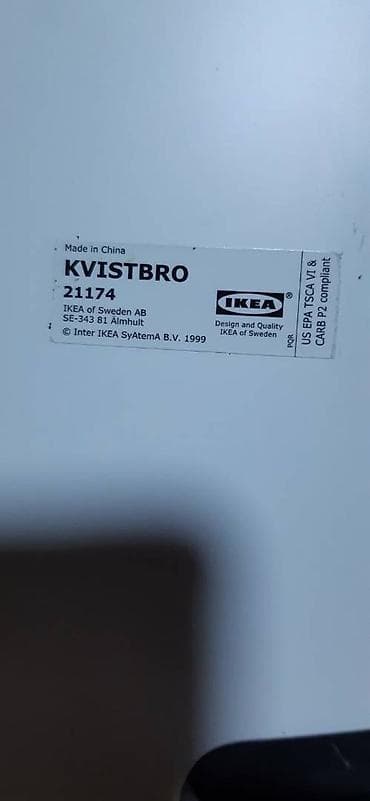 Made in China
KVISTBRO
21174
IKEA of Sweden AB
SE-343 81 Älmhult
© Inter IKEA SyAtemA B.V. 1999
IKEA®
Design and Quality
IKEA of Sweden
PQR
US EPA TSCA VI &
CARB P2 compliant